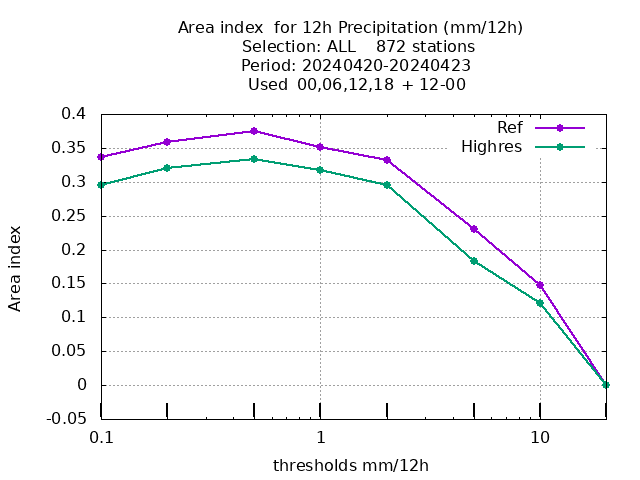 Area index  for 12h Precipitation (mm/12h)
Selection: ALL    872 stations
Period: 20240420-20240423
Used  00,06,12,18  + 12-00
Ref
Highres
0.4
0.35
0.3
0.25
0.2
0.15
0.1
0.05
0
-0.05
Area index
0.1
1
10
thresholds mm/12h